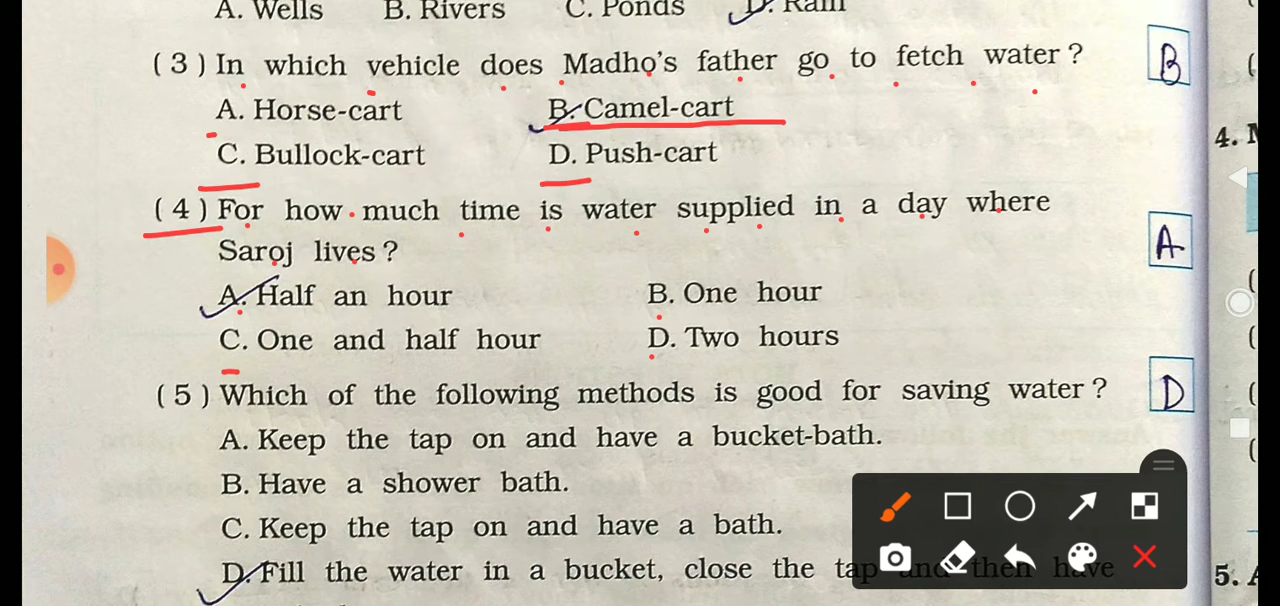 A. Wells B. Rivers C. Ponds D. Rain
(3) In which vehicle does Madho's father go to fetch water? B
A. Horse-cart B. Camel-cart
C. Bullock-cart D. Push-cart
4.
(4) For how much time is water supplied in a day where
Saroj lives? A
A. Half an hour B. One hour
C. One and half hour D. Two hours
(5) Which of the following methods is good for saving water? D
A. Keep the tap on and have a bucket-bath.
B. Have a shower bath.
C. Keep the tap on and have a bath.
D. Fill the water in a bucket, close the tap and then have
5.